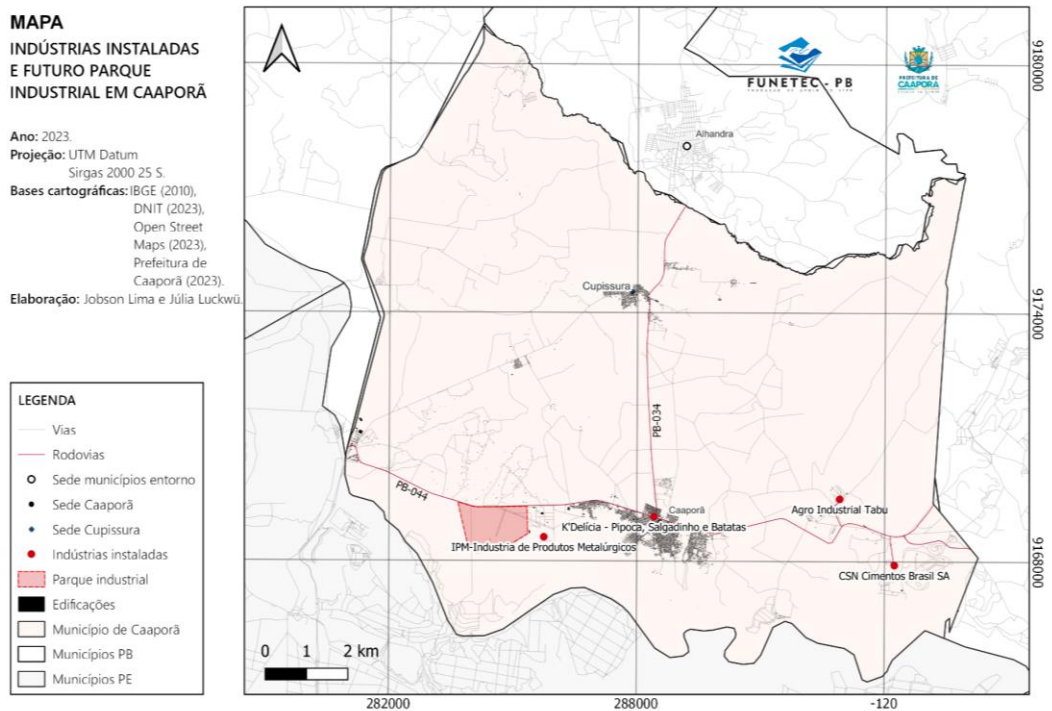 MAPA
INDÚSTRIAS INSTALADAS
E FUTURO PARQUE
INDUSTRIAL EM CAAPORÃ
Ano: 2023.
Projeção: UTM Datum
Sirgas 2000 25 S.
Bases cartográficas: IBGE (2010),
DNIT (2023),
Open Street
Maps (2023),
Prefeitura de
Caaporã (2023).
Elaboração: Jobson Lima e Júlia Luckwü.
LEGENDA
Vias
Rodovias
Sede municípios entorno
Sede Caaporã
Sede Cupissura
Indústrias instaladas
Parque industrial
Edificações
Município de Caaporã
Municípios PB
Municípios PE
FUNETEC - PB
PREFEITURA DE
CAAPORÃ
9180000
Alhandra
Cupissura
9174000
PB-034
PB-044
Caaporã
K'Delícia - Pipoca, Salgadinho e Batatas
Agro Industrial Tabu
IPM-Industria de Produtos Metalúrgicos
CSN Cimentos Brasil SA
9168000
0 1 2 km
282000
288000
-120